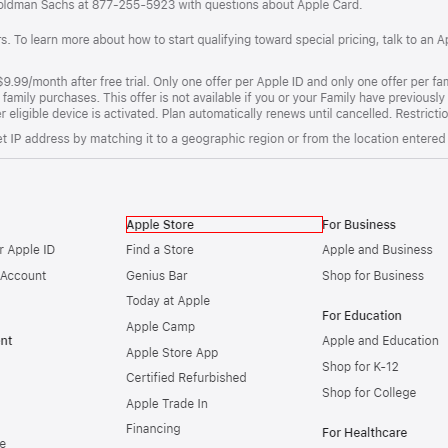 oldman Sachs at 877-255-5923 with questions about Apple Card.
rs. To learn more about how to start qualifying toward special pricing, talk to an Ap
$9.99/month after free trial. Only one offer per Apple ID and only one offer per fam
family purchases. This offer is not available if you or your Family have previously
r eligible device is activated. Plan automatically renews until cancelled. Restrictio
et IP address by matching it to a geographic region or from the location entered
Apple Store
For Business
r Apple ID
Find a Store
Apple and Business
Account
Genius Bar
Shop for Business
Today at Apple
For Education
Apple Camp
nt
Apple and Education
Apple Store App
Shop for K-12
Certified Refurbished
Shop for College
Apple Trade In
Financing
For Healthcare
e